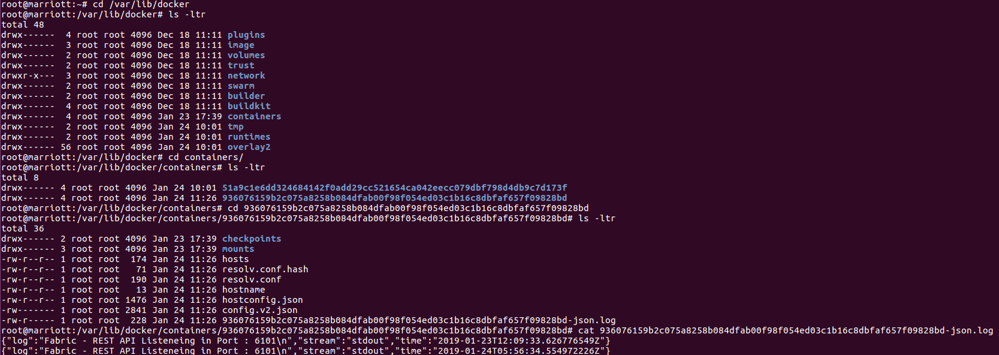 root@marriott:~# cd /var/lib/docker
root@marriott:/var/lib/docker# ls -ltr
total 48
drwx------  4 root root 4096 Dec 18 11:11 plugins
drwx------  3 root root 4096 Dec 18 11:11 image
drwx------  2 root root 4096 Dec 18 11:11 volumes
drwx------  2 root root 4096 Dec 18 11:11 trust
drwxr-x---  3 root root 4096 Dec 18 11:11 network
drwx------  2 root root 4096 Dec 18 11:11 swarm
drwx------  2 root root 4096 Dec 18 11:11 builder
drwx------  4 root root 4096 Dec 18 11:11 buildkit
drwx------  4 root root 4096 Jan 23 17:39 containers
drwx------  2 root root 4096 Jan 24 10:01 tmp
drwx------  2 root root 4096 Jan 24 10:01 runtimes
drwx------ 56 root root 4096 Jan 24 10:01 overlay2
root@marriott:/var/lib/docker# cd containers/
root@marriott:/var/lib/docker/containers# ls -ltr
total 8
drwx------ 4 root root 4096 Jan 24 10:01 51a9c1e6dd324684142f0add29cc521654ca042eecc079dbf798d4db9c7d173f
drwx------ 4 root root 4096 Jan 24 11:26 936076159b2c075a8258b084dfab00f98f054ed03c1b16c8dbfaf657f09828bd
root@marriott:/var/lib/docker/containers# cd 936076159b2c075a8258b084dfab00f98f054ed03c1b16c8dbfaf657f09828bd
root@marriott:/var/lib/docker/containers/936076159b2c075a8258b084dfab00f98f054ed03c1b16c8dbfaf657f09828bd# ls -ltr
total 36
drwx------ 2 root root 4096 Jan 23 17:39 checkpoints
drwx------ 3 root root 4096 Jan 23 17:39 mounts
-rw-r--r-- 1 root root  174 Jan 24 11:26 hosts
-rw-r--r-- 1 root root   71 Jan 24 11:26 resolv.conf.hash
-rw-r--r-- 1 root root  190 Jan 24 11:26 resolv.conf
-rw-r--r-- 1 root root   13 Jan 24 11:26 hostname
-rw-r--r-- 1 root root 1476 Jan 24 11:26 hostconfig.json
-rw------- 1 root root 2841 Jan 24 11:26 config.v2.json
-rw-r----- 1 root root  228 Jan 24 11:26 936076159b2c075a8258b084dfab00f98f054ed03c1b16c8dbfaf657f09828bd-json.log
root@marriott:/var/lib/docker/containers/936076159b2c075a8258b084dfab00f98f054ed03c1b16c8dbfaf657f09828bd# cat 936076159b2c075a8258b084dfab00f98f054ed03c1b16c8dbfaf657f09828bd-json.log
{"log":"Fabric - REST API Listeneing in Port : 6101\n","stream":"stdout","time":"2019-01-23T12:09:33.626776549Z"}
{"log":"Fabric - REST API Listeneing in Port : 6101\n","stream":"stdout","time":"2019-01-24T05:56:34.554972226Z"}